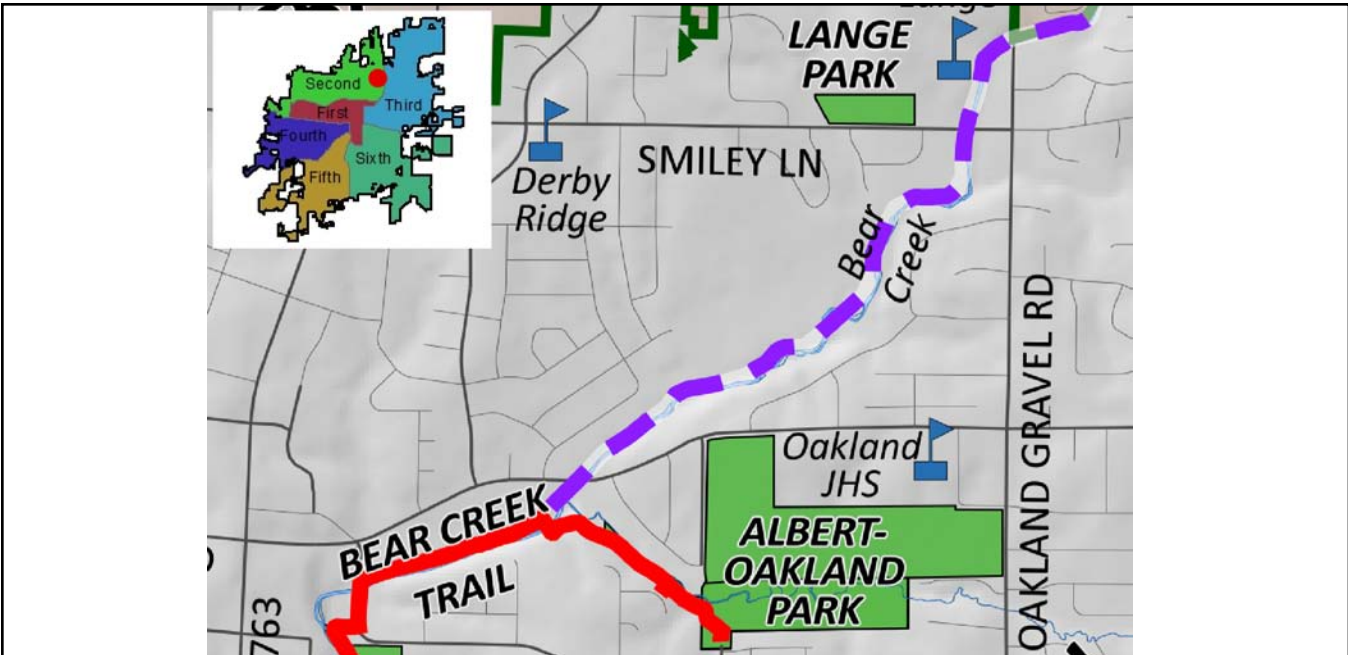 Second
First
Third
Fourth
Sixth
Fifth
LANGE
PARK
Derby
Ridge
SMILEY LN
Bear
Creek
OAKLAND GRAVEL RD
Oakland
JHS
BEAR CREEK
TRAIL
ALBERT-
OAKLAND
PARK
763